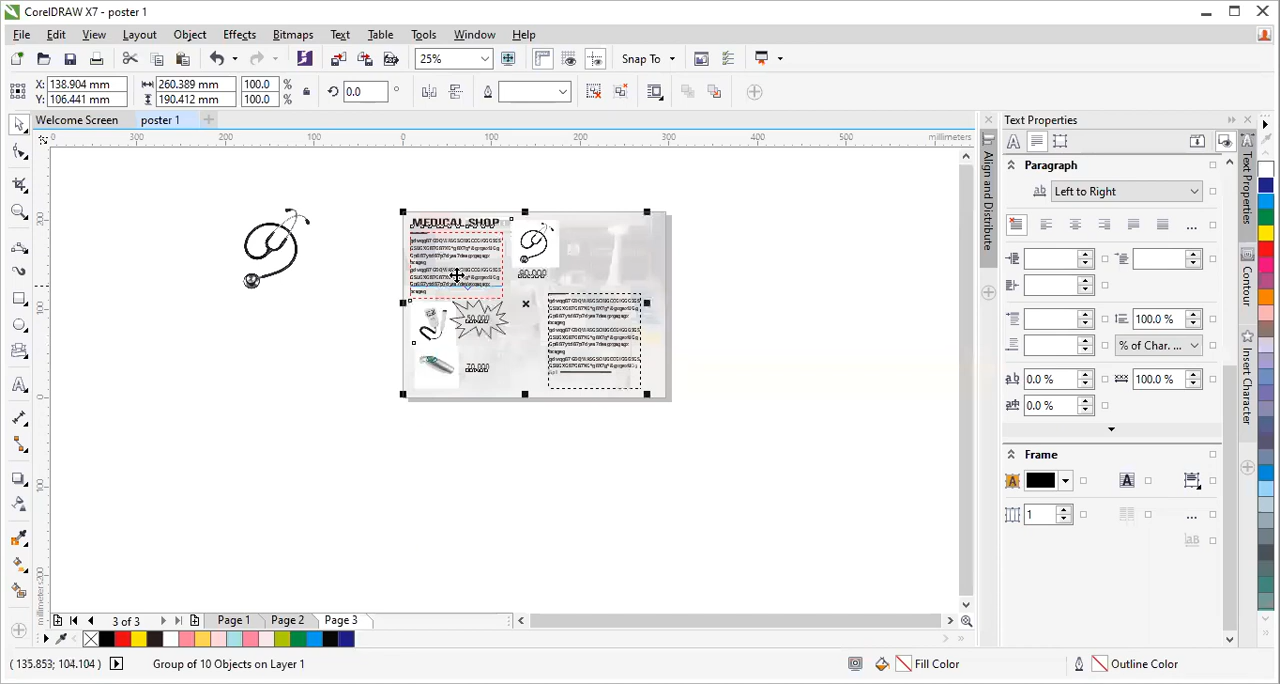 CorelDRAW X7 - poster 1
File Edit View Layout Object Effects Bitmaps Text Table Tools Window Help
25% Snap To
X: 138.904 mm 260.389 mm 100.0 % 0.0 °
Y: 106.441 mm 190.412 mm 100.0 %
Welcome Screen poster 1
200 100 0 100 200 300 400 500 millimeters
Text Properties
Paragraph
Left to Right
100.0 %
% of Char. ...
0.0 % 100.0 %
0.0 %
Frame
1
Align and Distribute
Text Properties
Contour
Insert Character
MEDICAL SHOP
80.000
50.000
70.000
3 of 3 Page 1 Page 2 Page 3
( 135.853; 104.104 ) Group of 10 Objects on Layer 1 Fill Color Outline Color